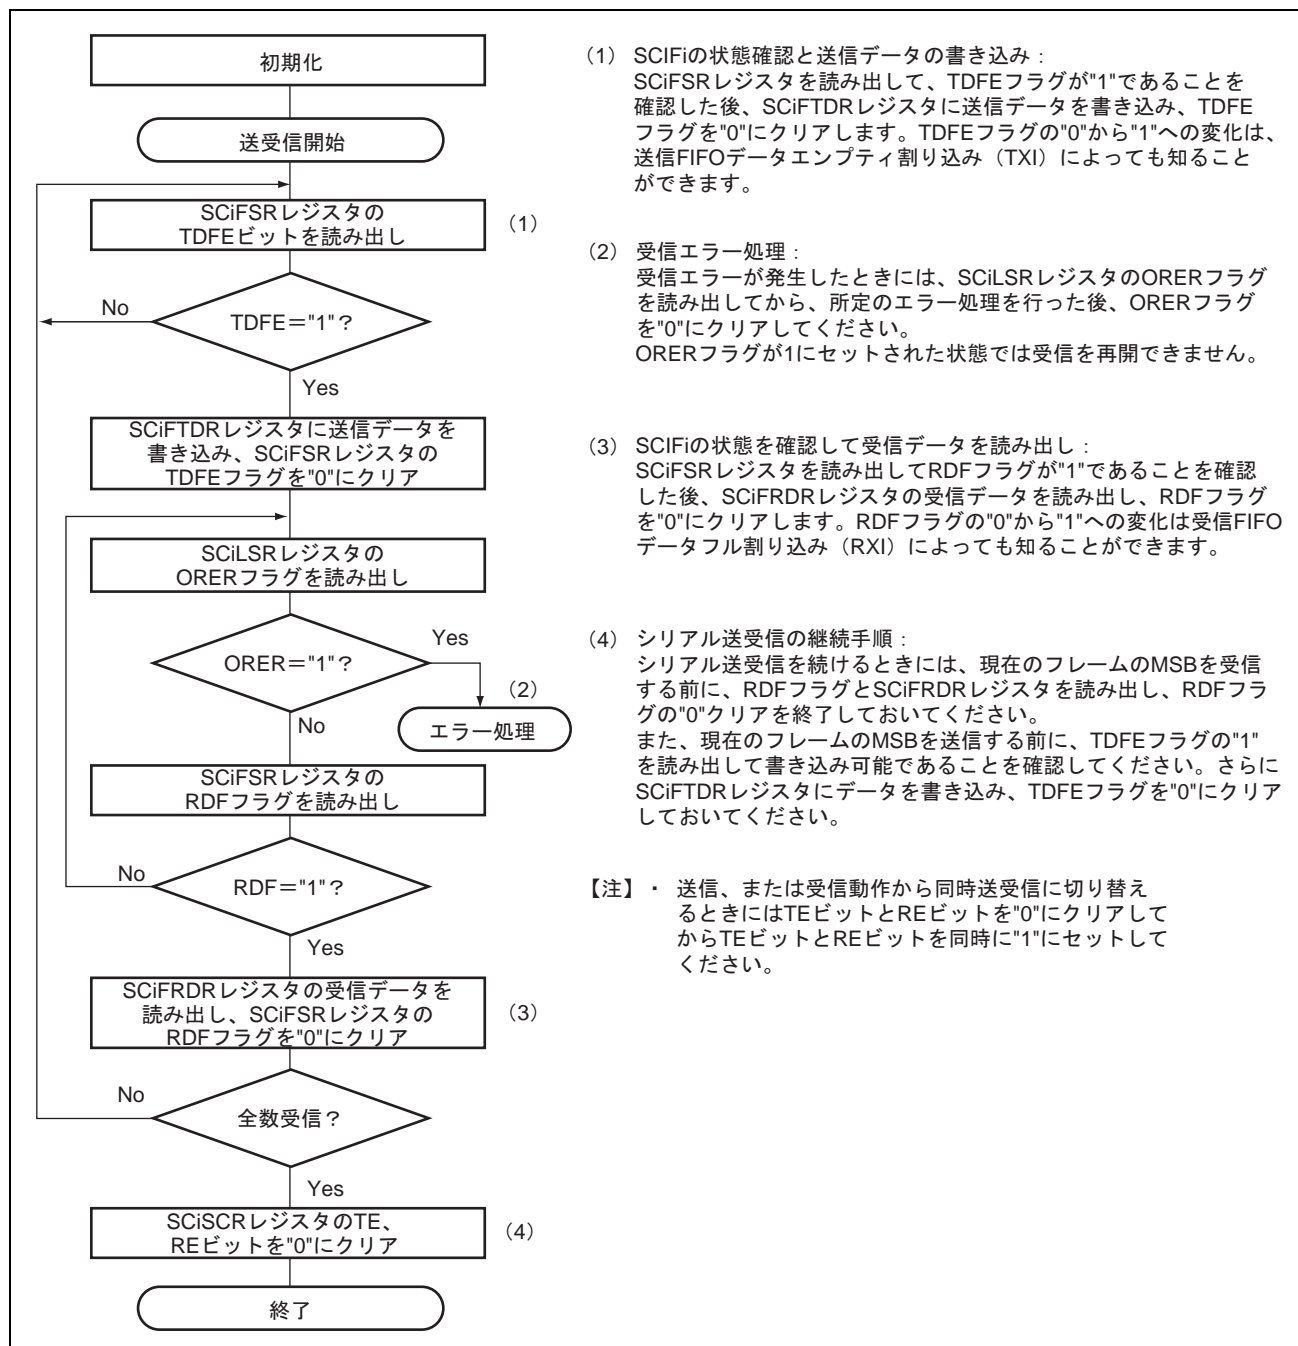 初期化
送受信開始
SCiFSRレジスタの
TDFEビットを読み出し
(1)
TDFE＝"1"？
No
Yes
SCiFTDRレジスタに送信データを
書き込み、SCiFSRレジスタの
TDFEフラグを"0"にクリア
SCiLSRレジスタの
ORERフラグを読み出し
ORER＝"1"？
Yes
(2)
エラー処理
No
SCiFSRレジスタの
RDFフラグを読み出し
No
RDF＝"1"？
Yes
SCiFRDRレジスタの受信データを
読み出し、SCiFSRレジスタの
RDFフラグを"0"にクリア
(3)
No
全数受信？
Yes
SCiSCRレジスタのTE、
REビットを"0"にクリア
(4)
終了
(1) SCIFiの状態確認と送信データの書き込み：
SCiFSRレジスタを読み出して、TDFEフラグが"1"であることを
確認した後、SCiFTDRレジスタに送信データを書き込み、TDFE
フラグを"0"にクリアします。TDFEフラグの"0"から"1"への変化は、
送信FIFOデータエンプティ割り込み（TXI）によっても知ること
ができます。
(2) 受信エラー処理：
受信エラーが発生したときには、SCiLSRレジスタのORERフラグ
を読み出してから、所定のエラー処理を行った後、ORERフラグ
を"0"にクリアしてください。
ORERフラグが1にセットされた状態では受信を再開できません。
(3) SCIFiの状態を確認して受信データを読み出し：
SCiFSRレジスタを読み出してRDFフラグが"1"であることを確認
した後、SCiFRDRレジスタの受信データを読み出し、RDFフラグ
を"0"にクリアします。RDFフラグの"0"から"1"への変化は受信FIFO
データフル割り込み（RXI）によっても知ることができます。
(4) シリアル送受信の継続手順：
シリアル送受信を続けるときには、現在のフレームのMSBを受信
する前に、RDFフラグとSCiFRDRレジスタを読み出し、RDFフラ
グの"0"クリアを終了しておいてください。
また、現在のフレームのMSBを送信する前に、TDFEフラグの"1"
を読み出して書き込み可能であることを確認してください。さらに
SCiFTDRレジスタにデータを書き込み、TDFEフラグを"0"にクリア
しておいてください。
【注】・ 送信、または受信動作から同時送受信に切り替え
るときにはTEビットとREビットを"0"にクリアして
からTEビットとREビットを同時に"1"にセットして
ください。